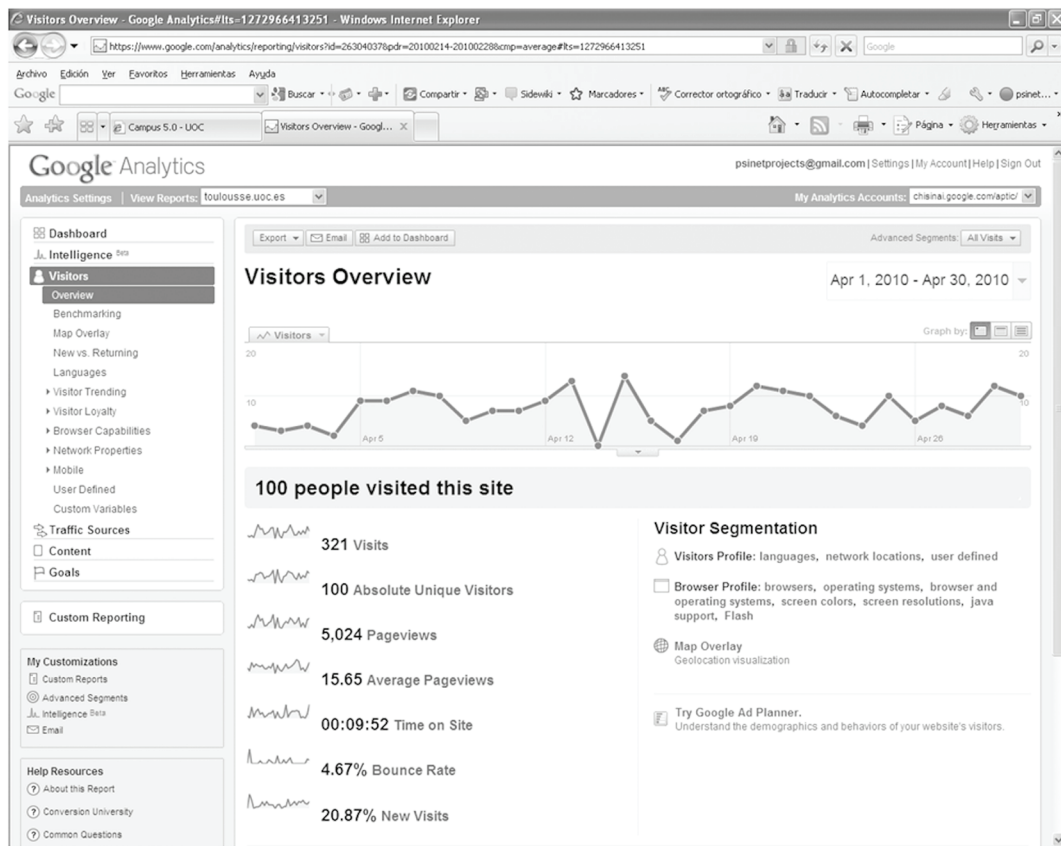 Visitors Overview - Google Analytics#lts=1272966413251 - Windows Internet Explorer
https://www.google.com/analytics/reporting/visitors?id=26304037&pdr=20100214-20100228&cmp=average#lts=1272966413251
Google
Archivo Edición Ver Favoritos Herramientas Ayuda
Google Buscar Compartir Sidewiki Marcadores Corrector ortográfico Traducir Autocompletar psinet...
Campus 5.0 - UOC Visitors Overview - Googl... Página Herramientas
Google Analytics
psinetprojects@gmail.com | Settings | My Account | Help | Sign Out
Analytics Settings | View Reports: toulousse.uoc.es My Analytics Accounts: chisinai.google.com/aptic/
Dashboard
Intelligence Beta
Visitors
Overview
Benchmarking
Map Overlay
New vs. Returning
Languages
Visitor Trending
Visitor Loyalty
Browser Capabilities
Network Properties
Mobile
User Defined
Custom Variables
Traffic Sources
Content
Goals
Custom Reporting
My Customizations
Custom Reports
Advanced Segments
Intelligence Beta
Email
Help Resources
About this Report
Conversion University
Common Questions
Export Email Add to Dashboard Advanced Segments: All Visits
Visitors Overview
Apr 1, 2010 - Apr 30, 2010
Visitors
Graph by:
20 20
10 10
Apr 5 Apr 12 Apr 19 Apr 26
100 people visited this site
321 Visits
100 Absolute Unique Visitors
5,024 Pageviews
15.65 Average Pageviews
00:09:52 Time on Site
4.67% Bounce Rate
20.87% New Visits
Visitor Segmentation
Visitors Profile: languages, network locations, user defined
Browser Profile: browsers, operating systems, browser and
operating systems, screen colors, screen resolutions, java
support, Flash
Map Overlay
Geolocation visualization
Try Google Ad Planner.
Understand the demographics and behaviors of your website's visitors.